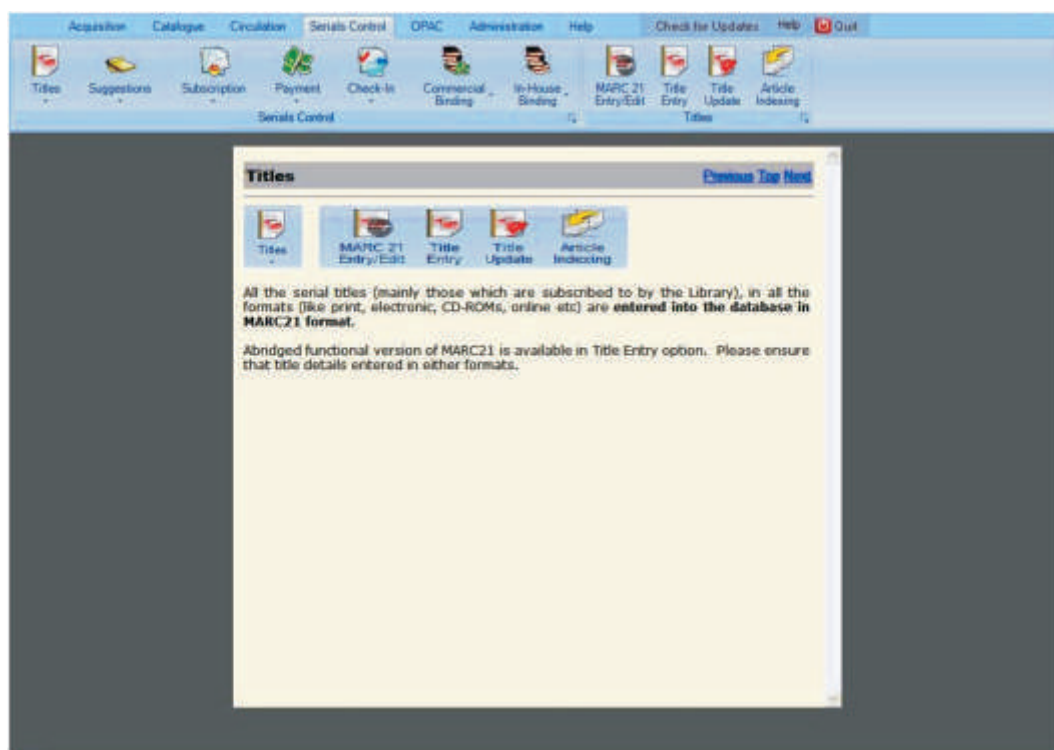 Acquisition Catalogue Circulation Serials Control OPAC Administration Help Check for Updates Help Quit
Titles Suggestions Subscription Payment Check-In Commercial Binding In-House Binding MARC 21 Entry/Edit Title Entry Title Update Article Indexing
Serials Control Titles
Titles Previous Top Next
Titles MARC 21 Entry/Edit Title Entry Title Update Article Indexing
All the serial titles (mainly those which are subscribed to by the Library), in all the
formats (like print, electronic, CD-ROMs, online etc) are entered into the database in
MARC21 format.
Abridged functional version of MARC21 is available in Title Entry option. Please ensure
that title details entered in either formats.